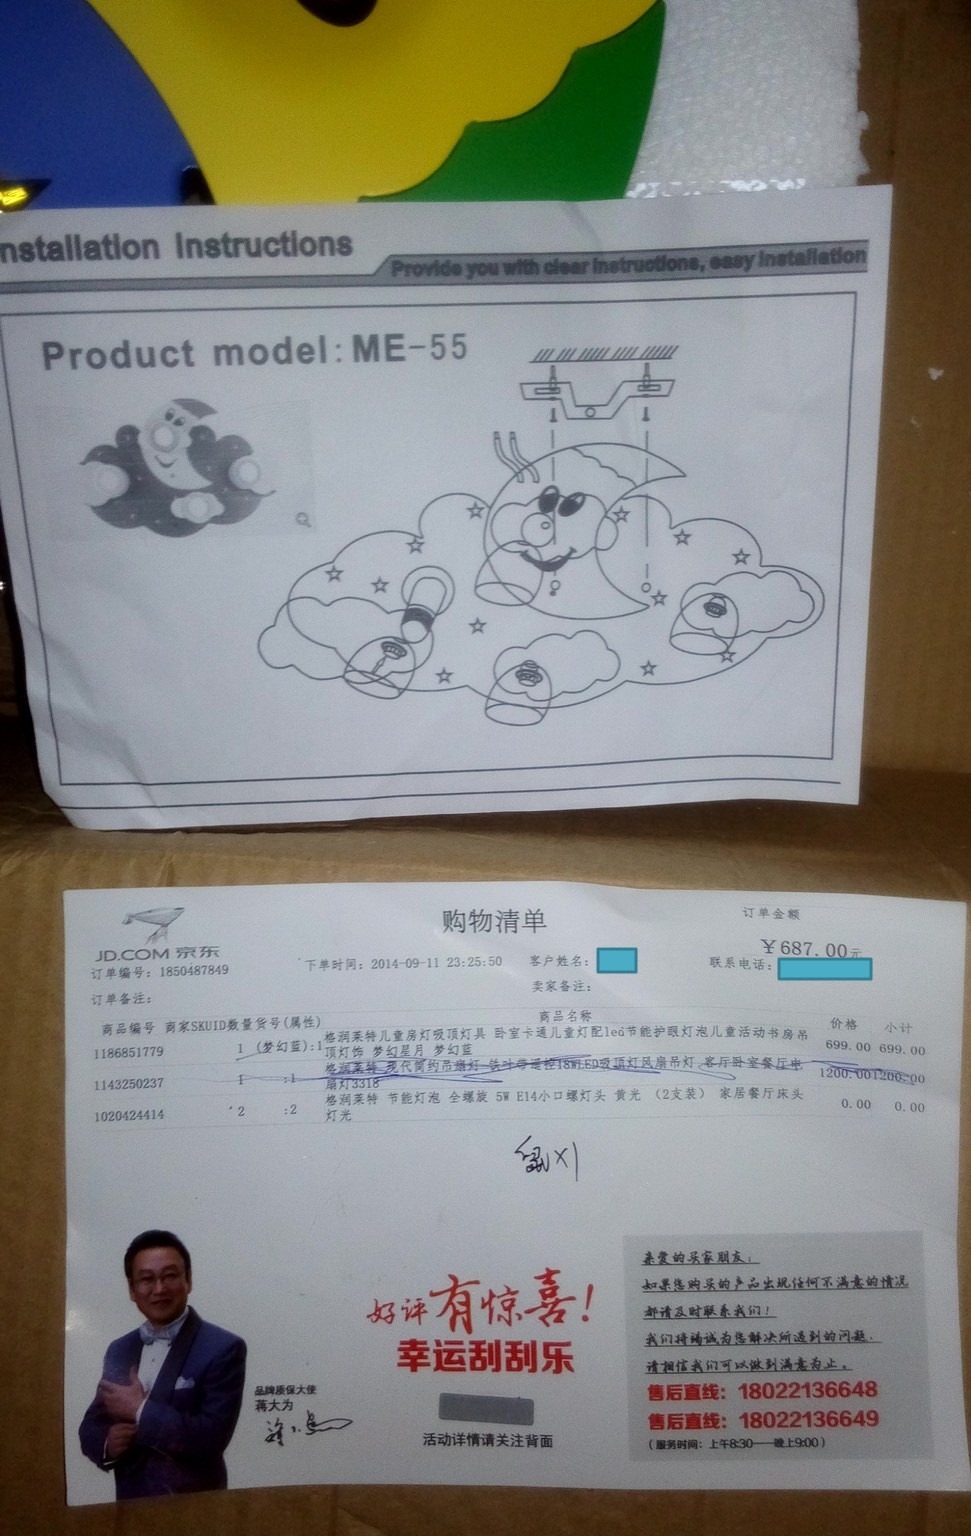 nstallation Instructions
Provide you with clear instructions, easy installation
Product model: ME-55
购物清单
订单金额
JD.COM 京东
￥687.00元
订单编号: 1850487849
下单时间: 2014-09-11 23:25:50
客户姓名:
联系电话:
订单备注:
卖家备注:
商品编号 商家SKUID数量货号(属性) 商品名称 价格 小计
1186851779 1 (梦幻蓝):1 格润莱特儿童房灯吸顶灯具 卧室卡通儿童灯配led节能护眼灯泡儿童活动书房吊 699.00 699.00
顶灯饰 梦幻星月 梦幻蓝
1143250237 1 :1 格润莱特 现代简约吊扇灯 铁叶带遥控18WLED吸顶灯风扇吊灯 客厅卧室餐厅电 1200.00 1200.00
扇灯3318
1020424414 2 :2 格润莱特 节能灯泡 全螺旋 5W E14小口螺灯头 黄光 （2支装） 家居餐厅床头 0.00 0.00
灯光
好评有惊喜！
幸运刮刮乐
活动详情请关注背面
品牌质保大使
蒋大为
亲爱的买家朋友:
如果您购买的产品出现任何不满意的情况
都请及时联系我们！
我们将竭诚为您解决所遇到的问题.
请相信我们可以做到满意为止。
售后直线: 18022136648
售后直线: 18022136649
(服务时间: 上午8:30——晚上9:00)